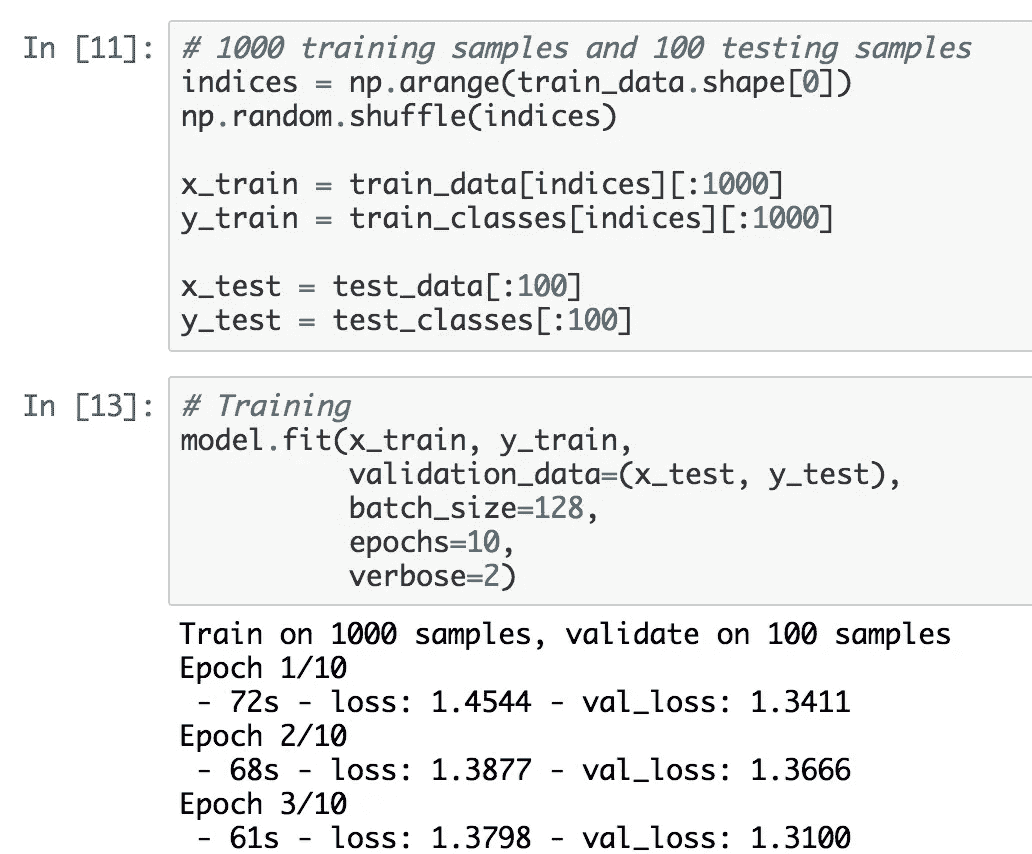 In [11]: # 1000 training samples and 100 testing samples
indices = np.arange(train_data.shape[0])
np.random.shuffle(indices)
x_train = train_data[indices][:1000]
y_train = train_classes[indices][:1000]
x_test = test_data[:100]
y_test = test_classes[:100]
In [13]: # Training
model.fit(x_train, y_train,
validation_data=(x_test, y_test),
batch_size=128,
epochs=10,
verbose=2)
Train on 1000 samples, validate on 100 samples
Epoch 1/10
- 72s - loss: 1.4544 - val_loss: 1.3411
Epoch 2/10
- 68s - loss: 1.3877 - val_loss: 1.3666
Epoch 3/10
- 61s - loss: 1.3798 - val_loss: 1.3100